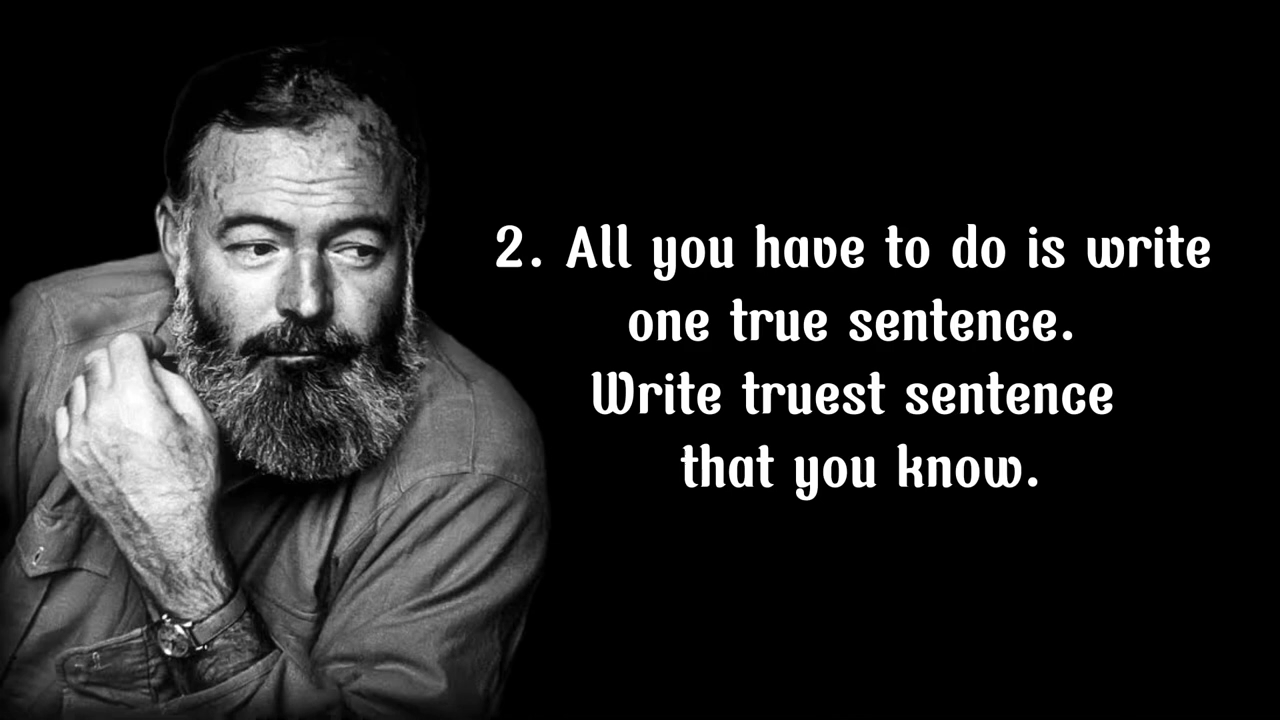 2. All you have to do is write
one true sentence.
Write truest sentence
that you know.